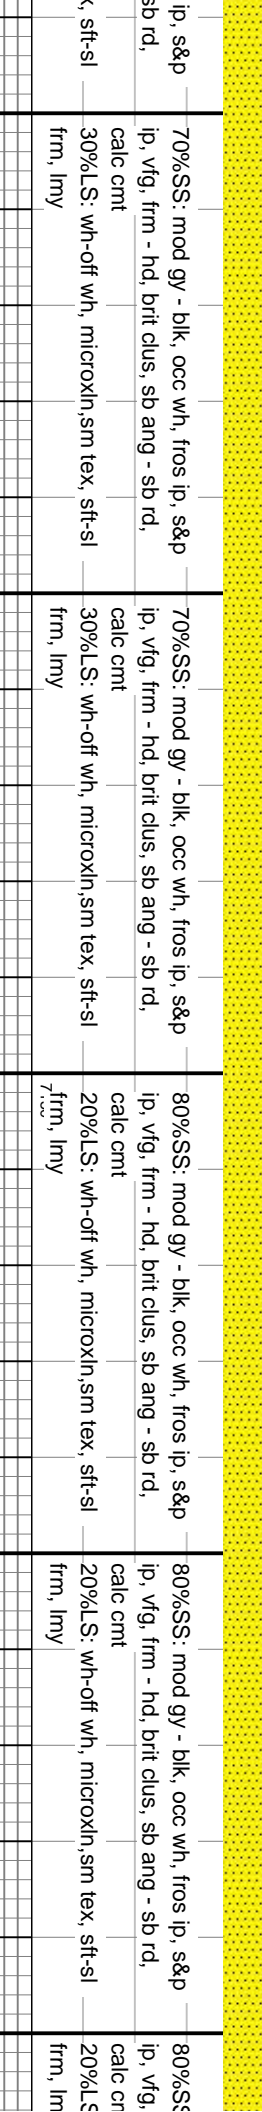 ip, s&p
sb rd,
, sft-sl
70%SS: mod gy - blk, occ wh, fros ip, s&p
ip, vfg, frm - hd, brit clus, sb ang - sb rd,
calc cmt
30%LS: wh-off wh, microxln,sm tex, sft-sl
frm, lmy
70%SS: mod gy - blk, occ wh, fros ip, s&p
ip, vfg, frm - hd, brit clus, sb ang - sb rd,
calc cmt
30%LS: wh-off wh, microxln,sm tex, sft-sl
frm, lmy
80%SS: mod gy - blk, occ wh, fros ip, s&p
ip, vfg, frm - hd, brit clus, sb ang - sb rd,
calc cmt
20%LS: wh-off wh, microxln,sm tex, sft-sl
frm, lmy
80%SS: mod gy - blk, occ wh, fros ip, s&p
ip, vfg, frm - hd, brit clus, sb ang - sb rd,
calc cmt
20%LS: wh-off wh, microxln,sm tex, sft-sl
frm, lmy
80%SS
ip, vfg,
calc cm
20%LS
frm, lm